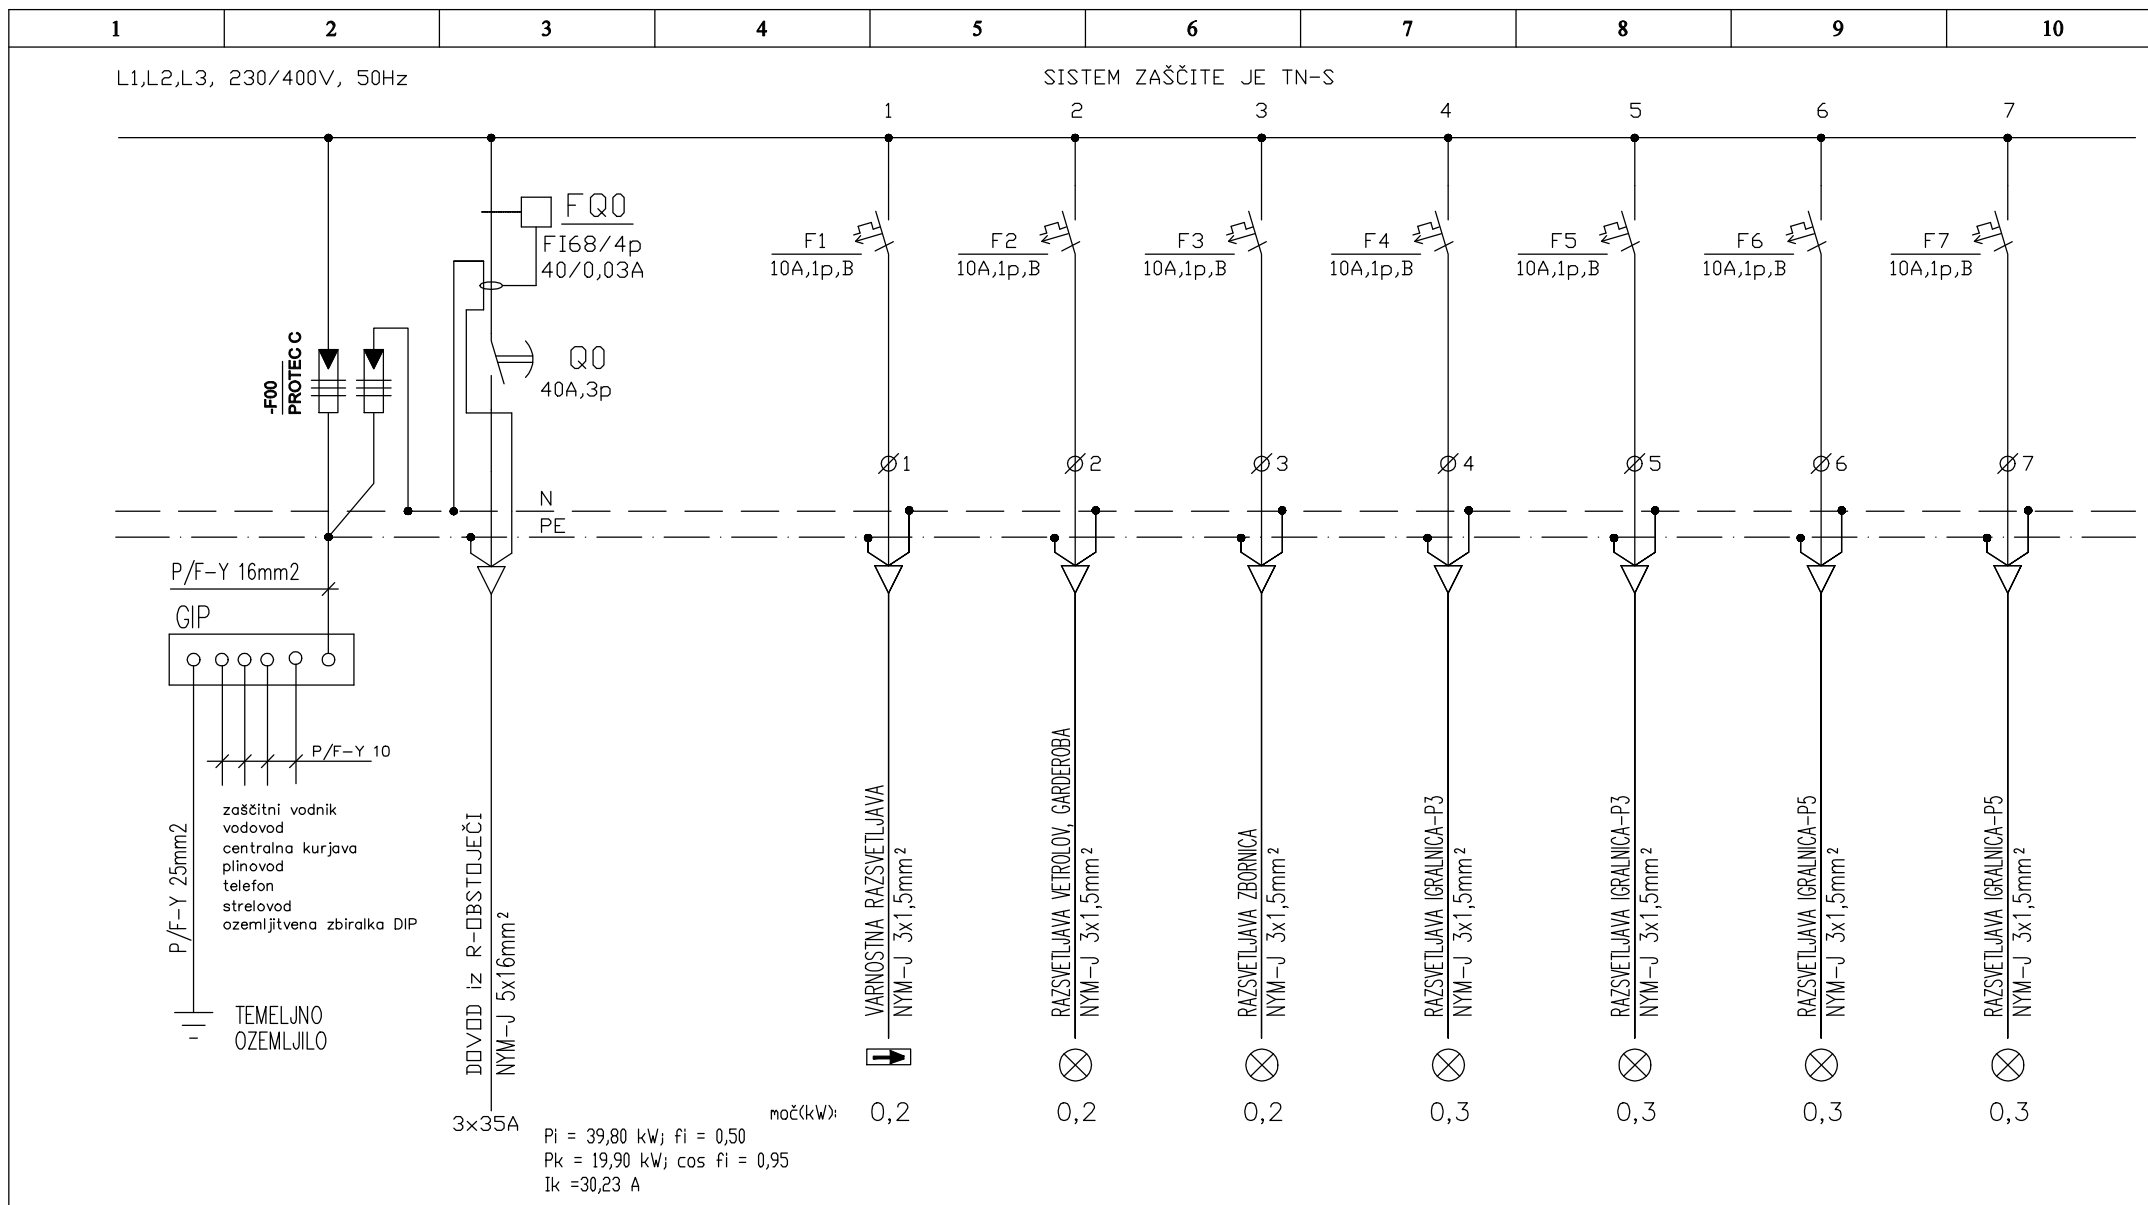 1 2 3 4 5 6 7 8 9 10
L1,L2,L3, 230/400V, 50Hz
SISTEM ZAŠČITE JE TN-S
1 2 3 4 5 6 7
FQ0
FI68/4p
40/0,03A
F1
10A,1p,B
F2
10A,1p,B
F3
10A,1p,B
F4
10A,1p,B
F5
10A,1p,B
F6
10A,1p,B
F7
10A,1p,B
-F00
PROTEC C
Q0
40A,3p
1 2 3 4 5 6 7
N
PE
P/F-Y 16mm2
GIP
P/F-Y 10
zaščitni vodnik
vodovod
centralna kurjava
plinovod
telefon
strelovod
ozemljitvena zbiralka DIP
P/F-Y 25mm2
TEMELJNO
OZEMLJILO
DOVOD iz R-OBSTOJEČI
NYM-J 5x16mm²
VARNOSTNA RAZSVETLJAVA
NYM-J 3x1,5mm²
RAZSVETLJAVA VETROLOV, GARDEROBA
NYM-J 3x1,5mm²
RAZSVETLJAVA ZBORNICA
NYM-J 3x1,5mm²
RAZSVETLJAVA IGRALNICA-P3
NYM-J 3x1,5mm²
RAZSVETLJAVA IGRALNICA-P3
NYM-J 3x1,5mm²
RAZSVETLJAVA IGRALNICA-P5
NYM-J 3x1,5mm²
RAZSVETLJAVA IGRALNICA-P5
NYM-J 3x1,5mm²
3x35A
moč(kW): 0,2 0,2 0,2 0,3 0,3 0,3 0,3
Pi = 39,80 kW; fi = 0,50
Pk = 19,90 kW; cos fi = 0,95
Ik =30,23 A